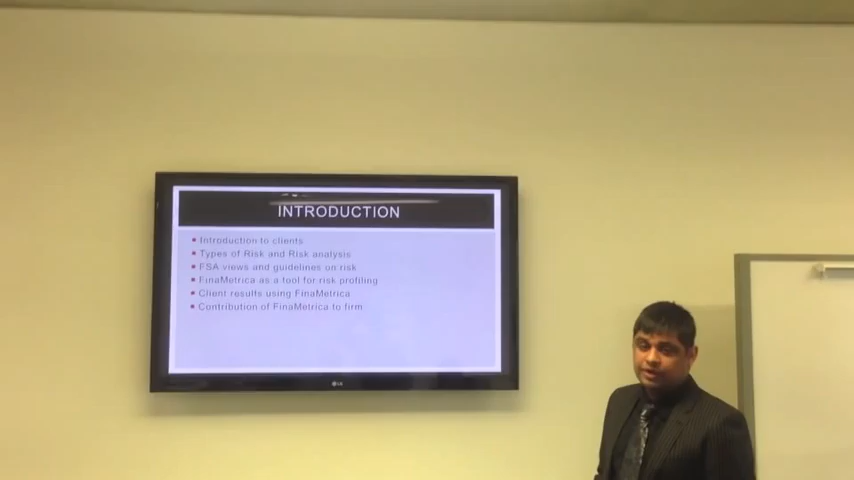 INTRODUCTION
Introduction to clients
Types of Risk and Risk analysis
FSA views and guidelines on risk
FinaMetrica as a tool for risk profiling
Client results using FinaMetrica
Contribution of FinaMetrica to firm
LG